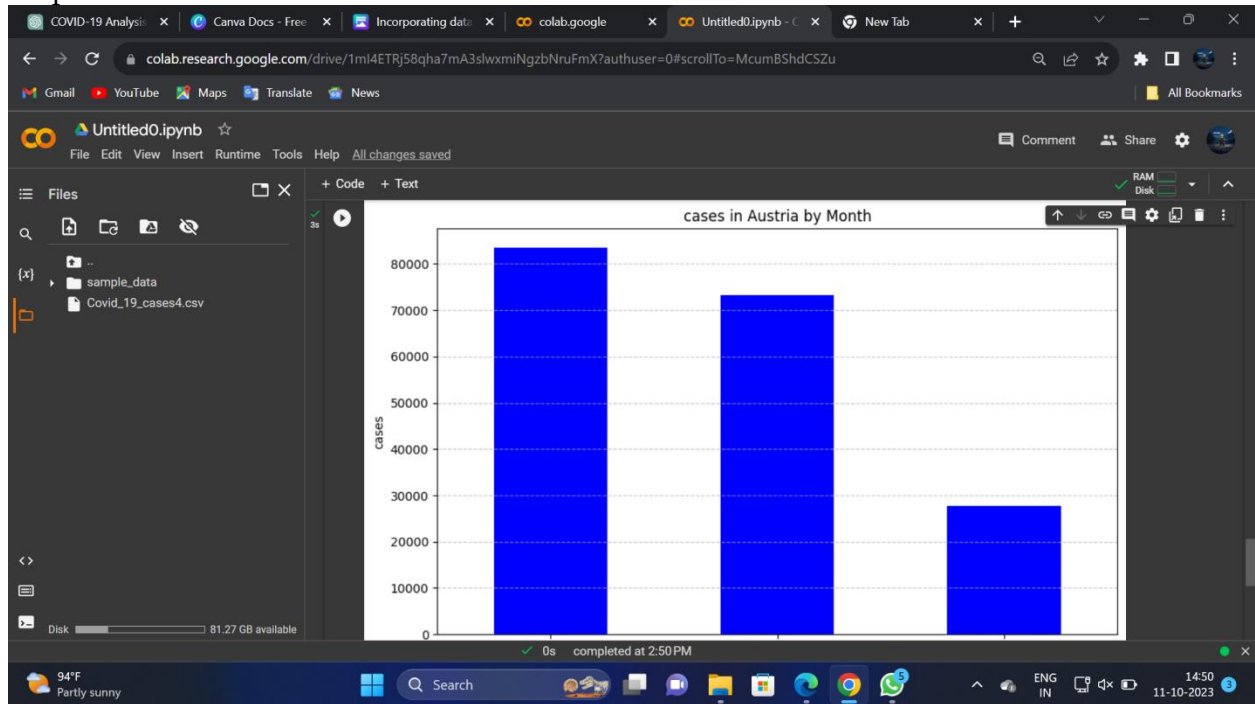 COVID-19 Analysis
Canva Docs - Free
Incorporating data
colab.google
Untitled0.ipynb - C
New Tab
colab.research.google.com/drive/1mI4ETRj58qha7mA3slwxmiNgzbNruFmX?authuser=0#scrollTo=McumBShdCSZu
Gmail YouTube Maps Translate News All Bookmarks
CO Untitled0.ipynb
Comment Share
File Edit View Insert Runtime Tools Help All changes saved
Files
+ Code + Text
RAM
Disk
3s
cases in Austria by Month
..
{x} sample_data
Covid_19_cases4.csv
80000
70000
60000
50000
cases
40000
30000
20000
10000
0
Disk 81.27 GB available
0s completed at 2:50 PM
94°F
Partly sunny
Search
5
ENG
IN
14:50
11-10-2023
3